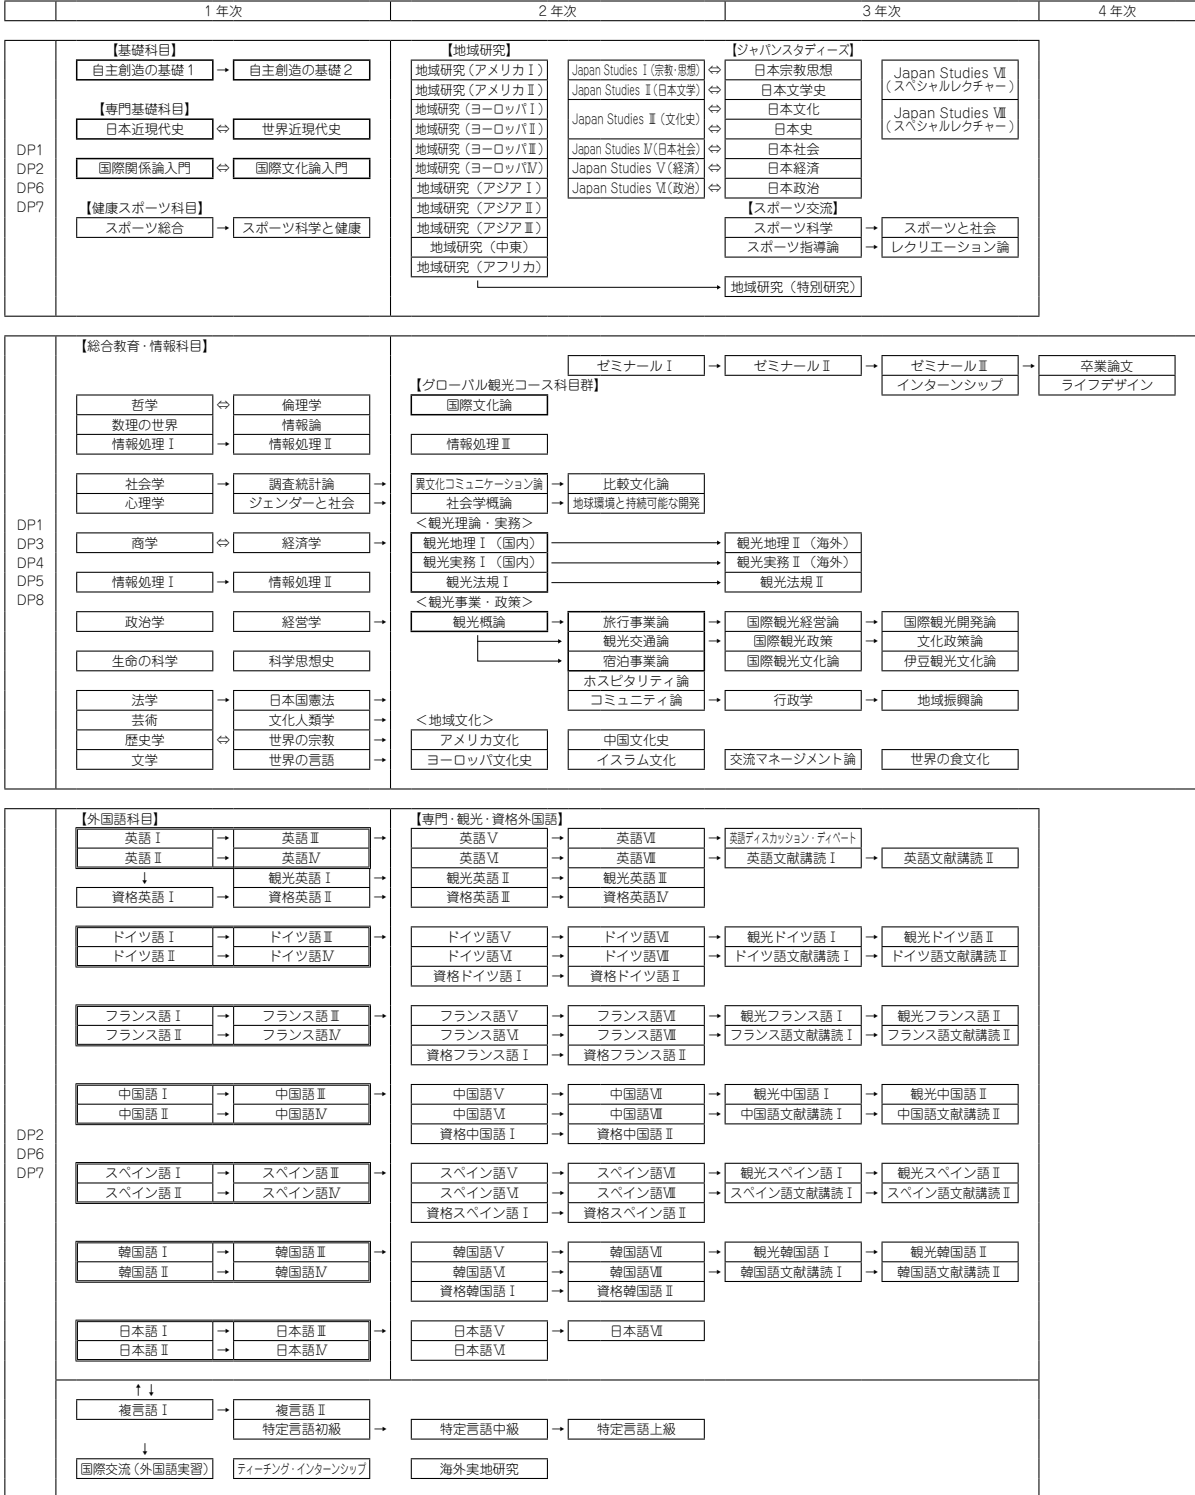 1年次 2年次 3年次 4年次
【基礎科目】 【地域研究】 【ジャパンスタディーズ】
自主創造の基礎1 → 自主創造の基礎2 地域研究(アメリカⅠ) Japan Studies Ⅰ(宗教・思想) ⇔ 日本宗教思想 Japan Studies Ⅶ
地域研究(アメリカⅡ) Japan Studies Ⅱ(日本文学) ⇔ 日本文学史 (スペシャルレクチャー)
【専門基礎科目】 地域研究(ヨーロッパⅠ) Japan Studies Ⅲ(文化史) ⇔ 日本文化 Japan Studies Ⅷ
日本近現代史 ⇔ 世界近現代史 地域研究(ヨーロッパⅡ) ⇔ 日本史 (スペシャルレクチャー)
DP1 地域研究(ヨーロッパⅢ) Japan Studies Ⅳ(日本社会) ⇔ 日本社会
DP2 国際関係論入門 ⇔ 国際文化論入門 地域研究(ヨーロッパⅣ) Japan Studies Ⅴ(経済) ⇔ 日本経済
DP6 地域研究(アジアⅠ) Japan Studies Ⅵ(政治) ⇔ 日本政治
DP7 【健康スポーツ科目】 地域研究(アジアⅡ) 【スポーツ交流】
スポーツ総合 → スポーツ科学と健康 地域研究(アジアⅢ) スポーツ科学 → スポーツと社会
地域研究(中東) スポーツ指導論 → レクリエーション論
地域研究(アフリカ)
→ 地域研究(特別研究)
【総合教育・情報科目】
ゼミナールⅠ → ゼミナールⅡ → ゼミナールⅢ → 卒業論文
【グローバル観光コース科目群】 インターンシップ ライフデザイン
哲学 ⇔ 倫理学 国際文化論
数理の世界 情報論
情報処理Ⅰ → 情報処理Ⅱ 情報処理Ⅲ
社会学 → 調査統計論 → 異文化コミュニケーション論 → 比較文化論
心理学 ジェンダーと社会 → 社会学概論 → 地球環境と持続可能な開発
DP1 <観光理論・実務>
DP3 商学 ⇔ 経済学 → 観光地理Ⅰ(国内) → 観光地理Ⅱ(海外)
DP4 観光実務Ⅰ(国内) → 観光実務Ⅱ(海外)
DP5 情報処理Ⅰ → 情報処理Ⅱ 観光法規Ⅰ → 観光法規Ⅱ
DP8 <観光事業・政策>
政治学 経営学 → 観光概論 → 旅行事業論 → 国際観光経営論 → 国際観光開発論
→ 観光交通論 → 国際観光政策 → 文化政策論
生命の科学 科学思想史 → 宿泊事業論 国際観光文化論 伊豆観光文化論
ホスピタリティ論
法学 → 日本国憲法 → コミュニティ論 → 行政学 → 地域振興論
芸術 文化人類学 → <地域文化>
歴史学 ⇔ 世界の宗教 → アメリカ文化 中国文化史
文学 世界の言語 → ヨーロッパ文化史 イスラム文化 交流マネージメント論 世界の食文化
【外国語科目】 【専門・観光・資格外国語】
英語Ⅰ → 英語Ⅲ → 英語Ⅴ → 英語Ⅶ → 英語ディスカッション・ディベート
英語Ⅱ → 英語Ⅳ 英語Ⅵ → 英語Ⅷ → 英語文献講読Ⅰ → 英語文献講読Ⅱ
↓ 観光英語Ⅰ → 観光英語Ⅱ → 観光英語Ⅲ
資格英語Ⅰ → 資格英語Ⅱ → 資格英語Ⅲ → 資格英語Ⅳ
ドイツ語Ⅰ → ドイツ語Ⅲ → ドイツ語Ⅴ → ドイツ語Ⅶ → 観光ドイツ語Ⅰ → 観光ドイツ語Ⅱ
ドイツ語Ⅱ → ドイツ語Ⅳ ドイツ語Ⅵ → ドイツ語Ⅷ → ドイツ語文献講読Ⅰ → ドイツ語文献講読Ⅱ
資格ドイツ語Ⅰ → 資格ドイツ語Ⅱ
フランス語Ⅰ → フランス語Ⅲ → フランス語Ⅴ → フランス語Ⅶ → 観光フランス語Ⅰ → 観光フランス語Ⅱ
フランス語Ⅱ → フランス語Ⅳ フランス語Ⅵ → フランス語Ⅷ → フランス語文献講読Ⅰ → フランス語文献講読Ⅱ
資格フランス語Ⅰ → 資格フランス語Ⅱ
中国語Ⅰ → 中国語Ⅲ → 中国語Ⅴ → 中国語Ⅶ → 観光中国語Ⅰ → 観光中国語Ⅱ
中国語Ⅱ → 中国語Ⅳ 中国語Ⅵ → 中国語Ⅷ → 中国語文献講読Ⅰ → 中国語文献講読Ⅱ
DP2 資格中国語Ⅰ → 資格中国語Ⅱ
DP6
DP7 スペイン語Ⅰ → スペイン語Ⅲ → スペイン語Ⅴ → スペイン語Ⅶ → 観光スペイン語Ⅰ → 観光スペイン語Ⅱ
スペイン語Ⅱ → スペイン語Ⅳ スペイン語Ⅵ → スペイン語Ⅷ → スペイン語文献講読Ⅰ → スペイン語文献講読Ⅱ
資格スペイン語Ⅰ → 資格スペイン語Ⅱ
韓国語Ⅰ → 韓国語Ⅲ → 韓国語Ⅴ → 韓国語Ⅶ → 観光韓国語Ⅰ → 観光韓国語Ⅱ
韓国語Ⅱ → 韓国語Ⅳ 韓国語Ⅵ → 韓国語Ⅷ → 韓国語文献講読Ⅰ → 韓国語文献講読Ⅱ
資格韓国語Ⅰ → 資格韓国語Ⅱ
日本語Ⅰ → 日本語Ⅲ → 日本語Ⅴ → 日本語Ⅶ
日本語Ⅱ → 日本語Ⅳ 日本語Ⅵ
↑↓
複言語Ⅰ → 複言語Ⅱ
特定言語初級 → 特定言語中級 → 特定言語上級
↓
国際交流(外国語実習) ティーチング・インターンシップ 海外実地研究